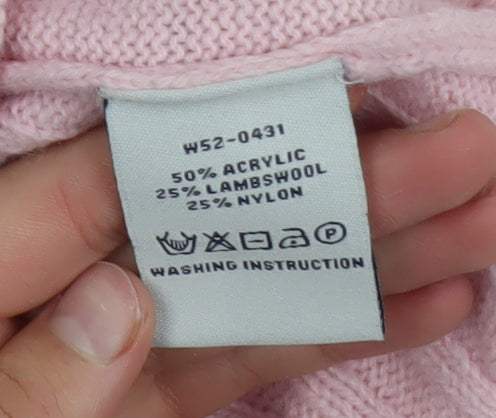 W52-0431
50% ACRYLIC
25% LAMBSWOOL
25% NYLON
P
WASHING INSTRUCTION